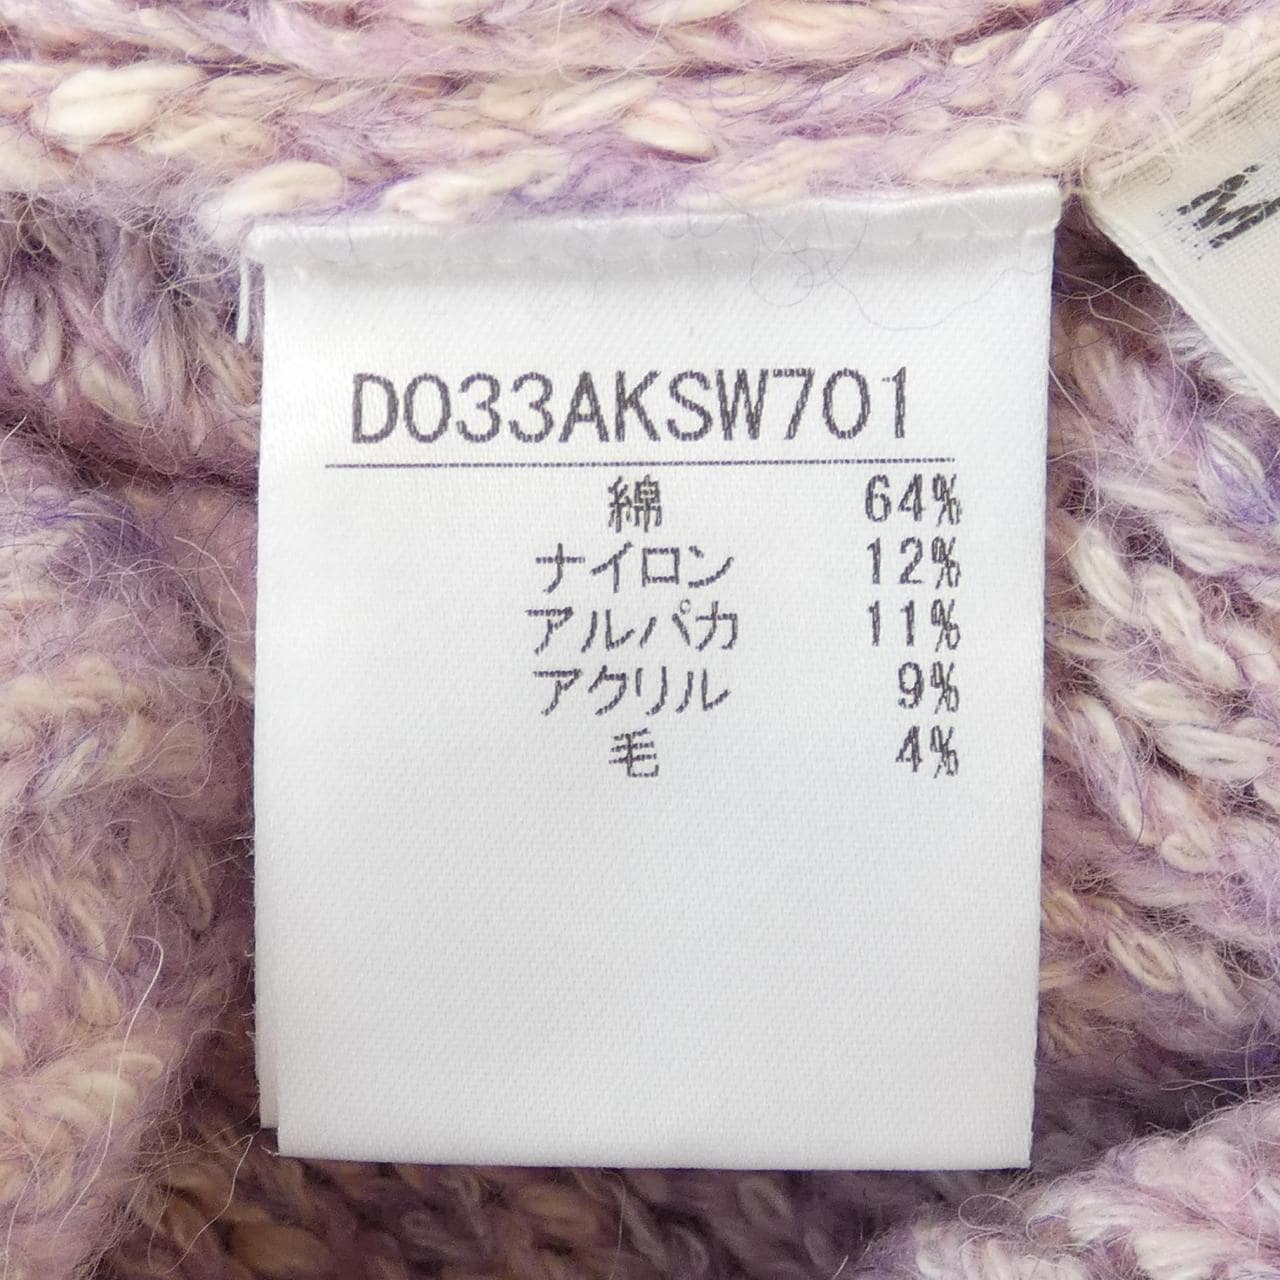 D033AKSW701
綿 64%
ナイロン 12%
アルパカ 11%
アクリル 9%
毛 4%
M